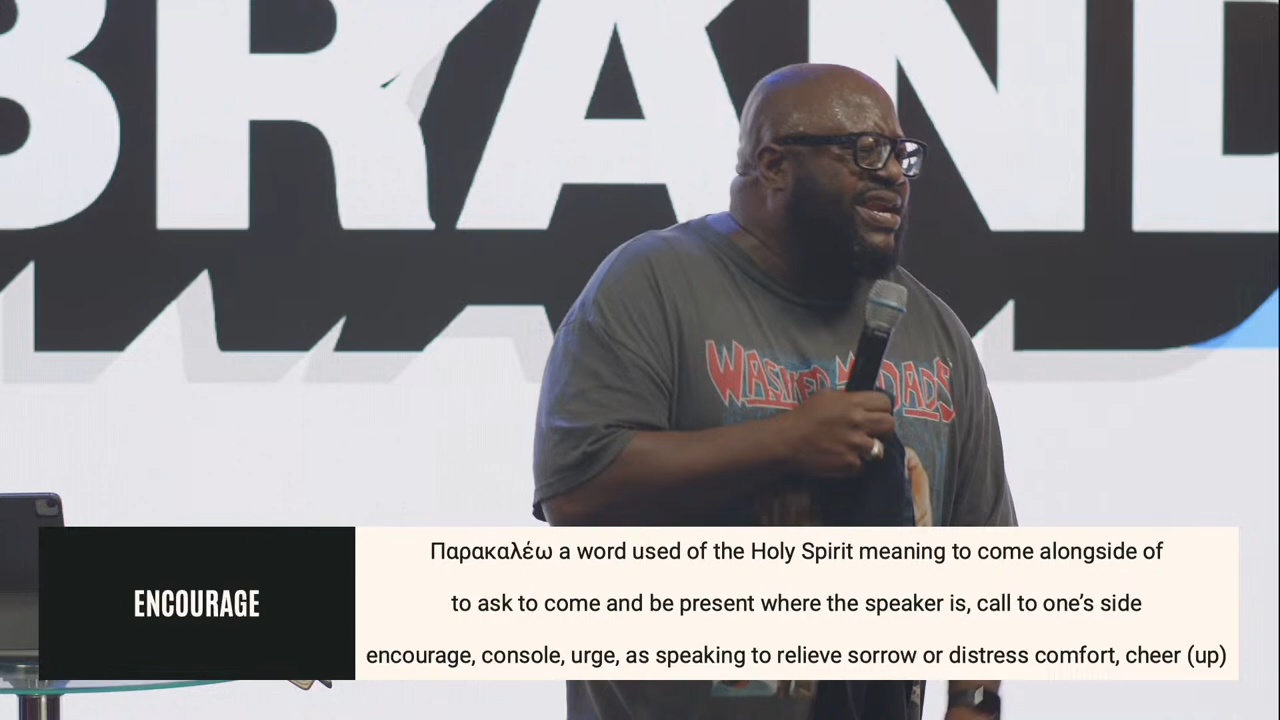 BRAND
WASHED DADS
ENCOURAGE
Παρακαλέω a word used of the Holy Spirit meaning to come alongside of
to ask to come and be present where the speaker is, call to one’s side
encourage, console, urge, as speaking to relieve sorrow or distress comfort, cheer (up)